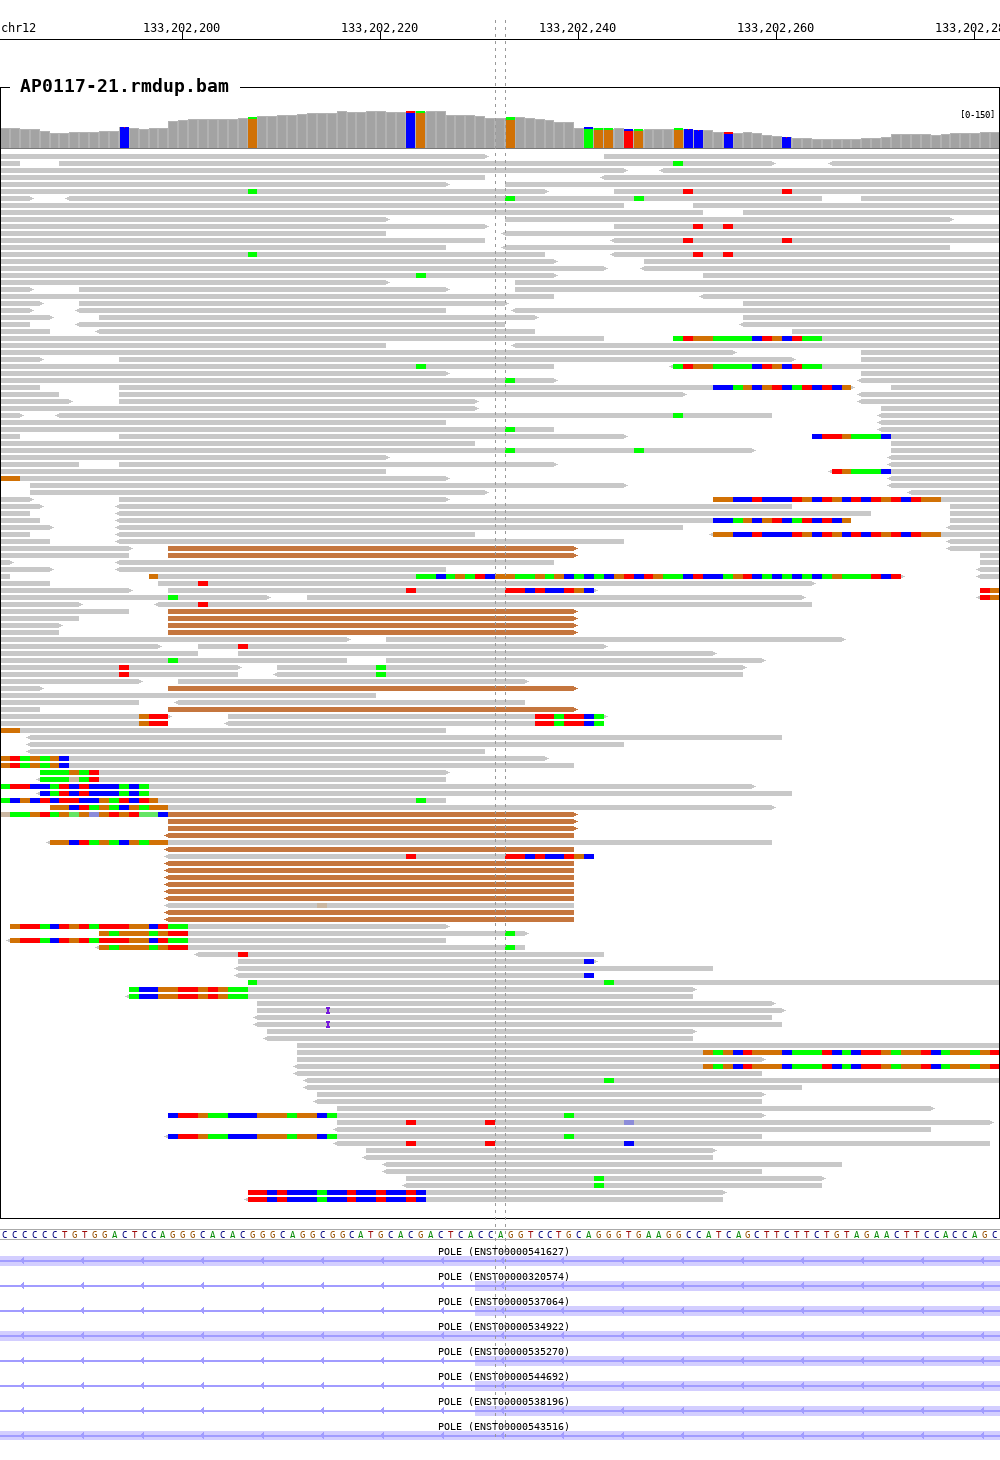 chr12 133,202,200 133,202,220 133,202,240 133,202,260 133,202,28
AP0117-21.rmdup.bam
[0-150]
CCCCCCTGTGGACTCCAGGGCACACGGGCAGGCGGCATGCACGACTCACCAGGTCCTGCAGGGTGAAGGCCATCAGCTTCTTCTGTAGAACTTCCACCAGC
POLE (ENST00000541627)
POLE (ENST00000320574)
POLE (ENST00000537064)
POLE (ENST00000534922)
POLE (ENST00000535270)
POLE (ENST00000544692)
POLE (ENST00000538196)
POLE (ENST00000543516)